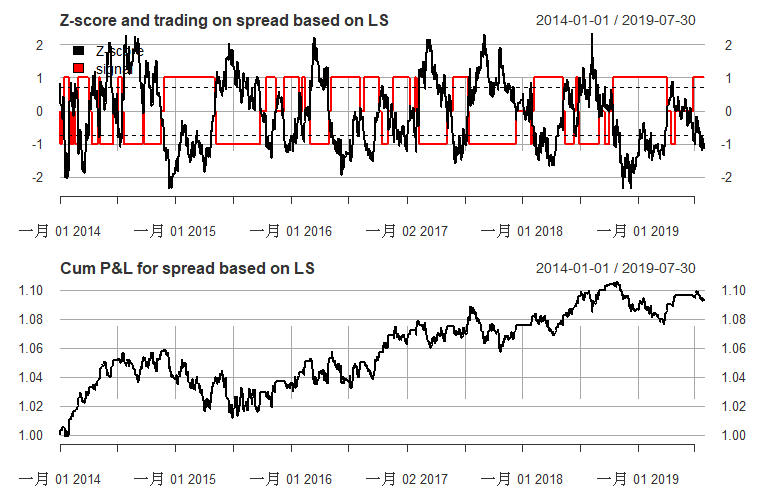 Z-score and trading on spread based on LS 2014-01-01 / 2019-07-30
Z-score
signal
2 2
1 1
0 0
-1 -1
-2 -2
一月 01 2014 一月 01 2015 一月 01 2016 一月 02 2017 一月 01 2018 一月 01 2019
Cum P&L for spread based on LS 2014-01-01 / 2019-07-30
1.10 1.10
1.08 1.08
1.06 1.06
1.04 1.04
1.02 1.02
1.00 1.00
一月 01 2014 一月 01 2015 一月 01 2016 一月 02 2017 一月 01 2018 一月 01 2019